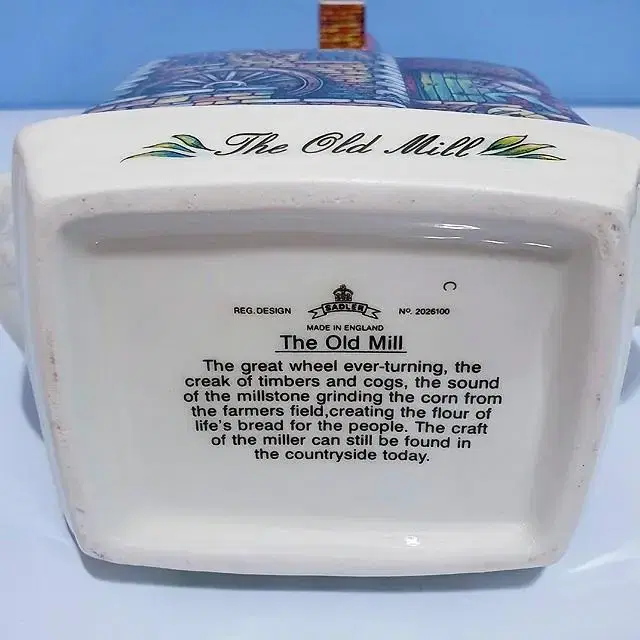 The Old Mill
C
REG. DESIGN SADLER No. 2026100
MADE IN ENGLAND
The Old Mill
The great wheel ever-turning, the
creak of timbers and cogs, the sound
of the millstone grinding the corn from
the farmers field,creating the flour of
life's bread for the people. The craft
of the miller can still be found in
the countryside today.